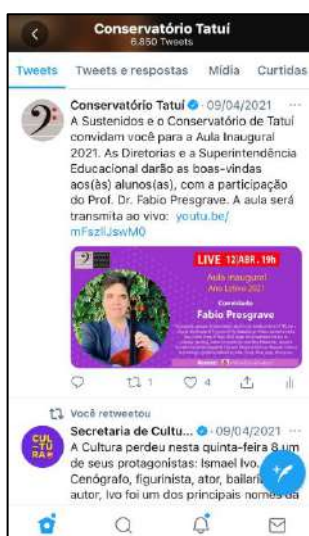 Conservatório Tatuí
6.850 Tweets
Tweets Tweets e respostas Mídia Curtidas
Conservatório Tatuí · 09/04/2021
A Sustenidos e o Conservatório de Tatuí
convidam você para a Aula Inaugural
2021. As Diretorias e a Superintendência
Educacional darão as boas-vindas
aos(às) alunos(as), com a participação
do Prof. Dr. Fabio Presgrave. A aula será
transmita ao vivo: youtu.be/
mFszliJswM0
LIVE 12|ABR. 19h
Aula Inaugural
Ano Letivo 2021
Convidado
Fabio Presgrave
1 4
Você retweetou
CUL
-TU
RA
Secretaria de Cultu... · 09/04/2021
A Cultura perdeu nesta quinta-feira 8 um
de seus protagonistas: Ismael Ivo.
Cenógrafo, figurinista, ator,
autor, Ivo foi um dos principais da